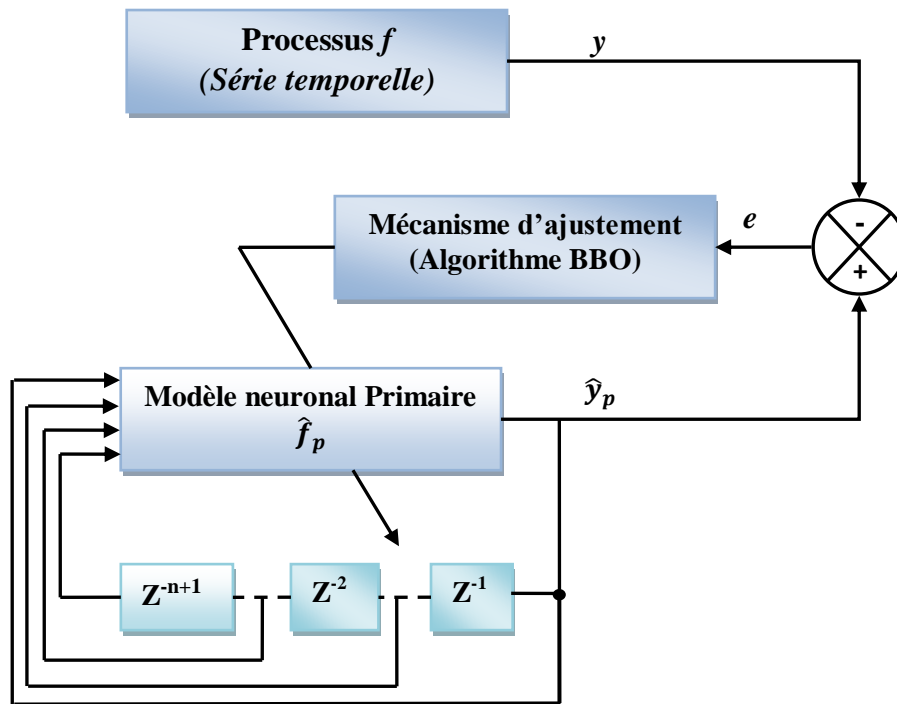 Processus f
(Série temporelle)
y
Mécanisme d'ajustement
(Algorithme BBO)
e
-
+
Modèle neuronal Primaire
f̂ₚ
ŷₚ
Z⁻ⁿ⁺¹
Z⁻²
Z⁻¹